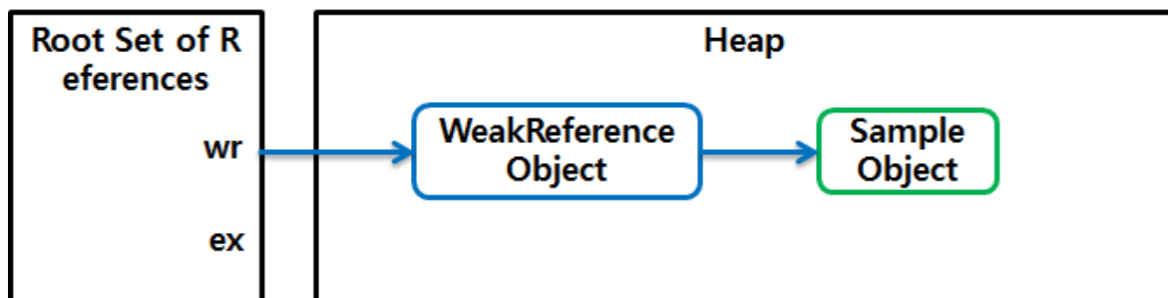 Root Set of R
eferences
Heap
wr
WeakReference
Object
Sample
Object
ex